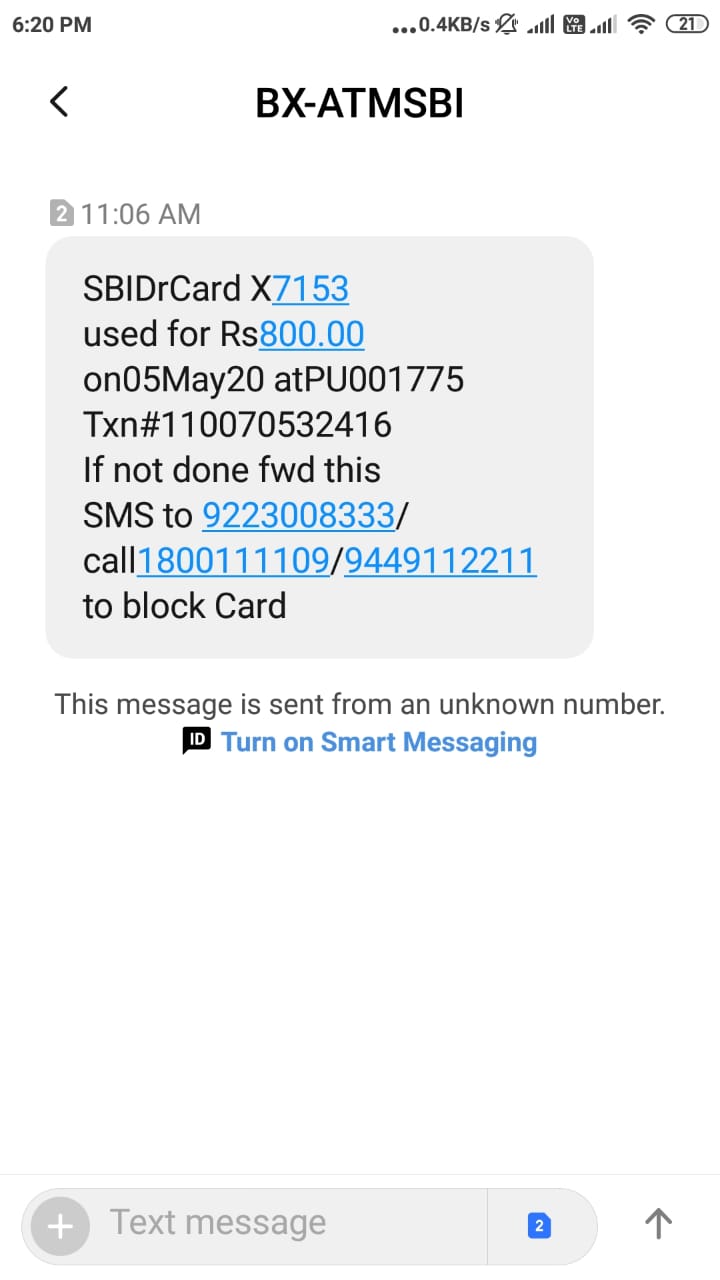 6:20 PM
...0.4KB/s
Vo
LTE
21
BX-ATMSBI
2 11:06 AM
SBIDrCard X7153
used for Rs800.00
on05May20 atPU001775
Txn#110070532416
If not done fwd this
SMS to 9223008333/
call1800111109/9449112211
to block Card
This message is sent from an unknown number.
ID Turn on Smart Messaging
Text message
2